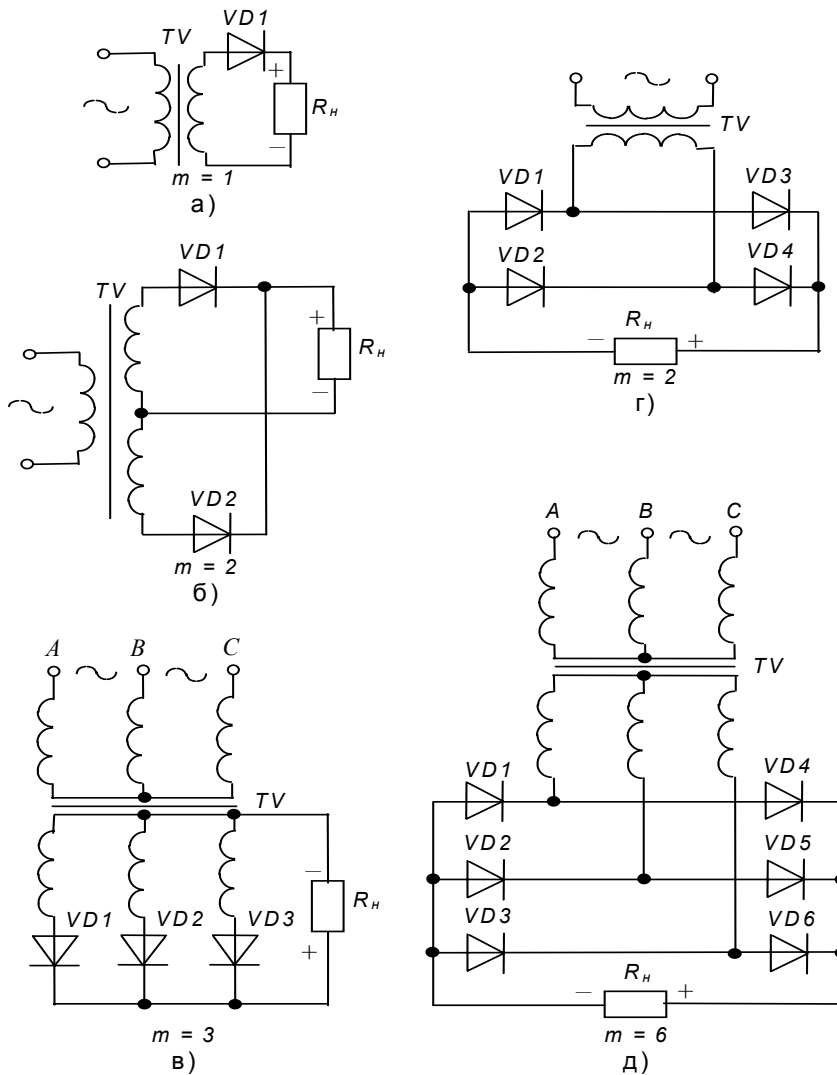 VD1
TV
+
Rн
−
m = 1
а)
TV
VD1
VD3
VD2
VD4
Rн
− +
m = 2
г)
VD1
TV
+
Rн
−
VD2
m = 2
б)
A B C
TV
−
Rн
VD1 VD2 VD3
+
m = 3
в)
A B C
TV
VD1
VD4
VD2
VD5
VD3
VD6
Rн
− +
m = 6
д)